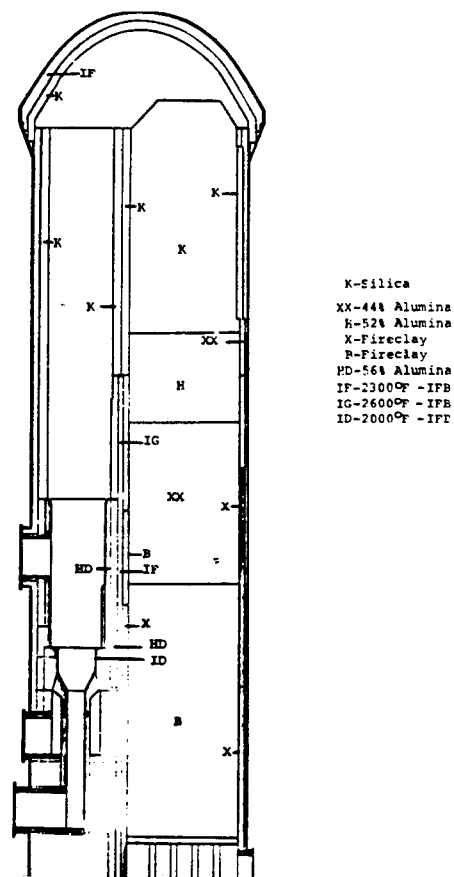 IF
K
K
K
K
K
K
XX
H
IG
XX
X
B
HD
IF
X
HD
ID
B
X
K-Silica
XX-44% Alumina
H-52% Alumina
X-Fireclay
B-Fireclay
HD-56% Alumina
IF-2300°F -IFB
IG-2600°F -IFB
ID-2000°F -IFB